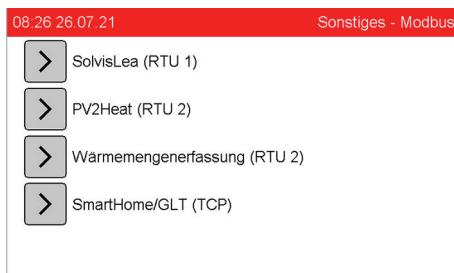 08:26 26.07.21 Sonstiges - Modbus
SolvisLea (RTU 1)
PV2Heat (RTU 2)
Wärmemengenerfassung (RTU 2)
SmartHome/GLT (TCP)